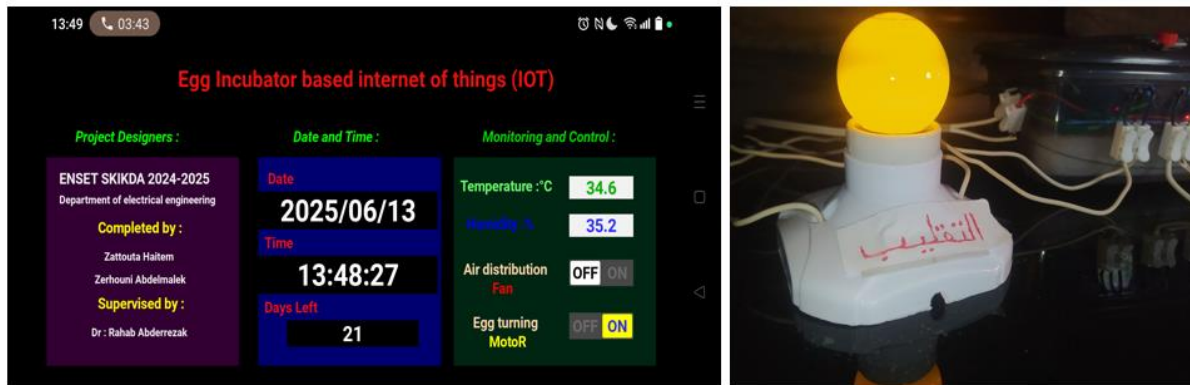 13:49 03:43
Egg Incubator based internet of things (IOT)
Project Designers :
ENSET SKIKDA 2024-2025
Department of electrical engineering
Completed by :
Zattouta Haitem
Zerhouni Abdelmalek
Supervised by :
Dr : Rahab Abderrezak
Date and Time :
Date
2025/06/13
Time
13:48:27
Days Left
21
Monitoring and Control :
Temperature :°C 34.6
Humidity % 35.2
Air distribution
Fan
OFF ON
Egg turning
MotoR
OFF ON
التقليب